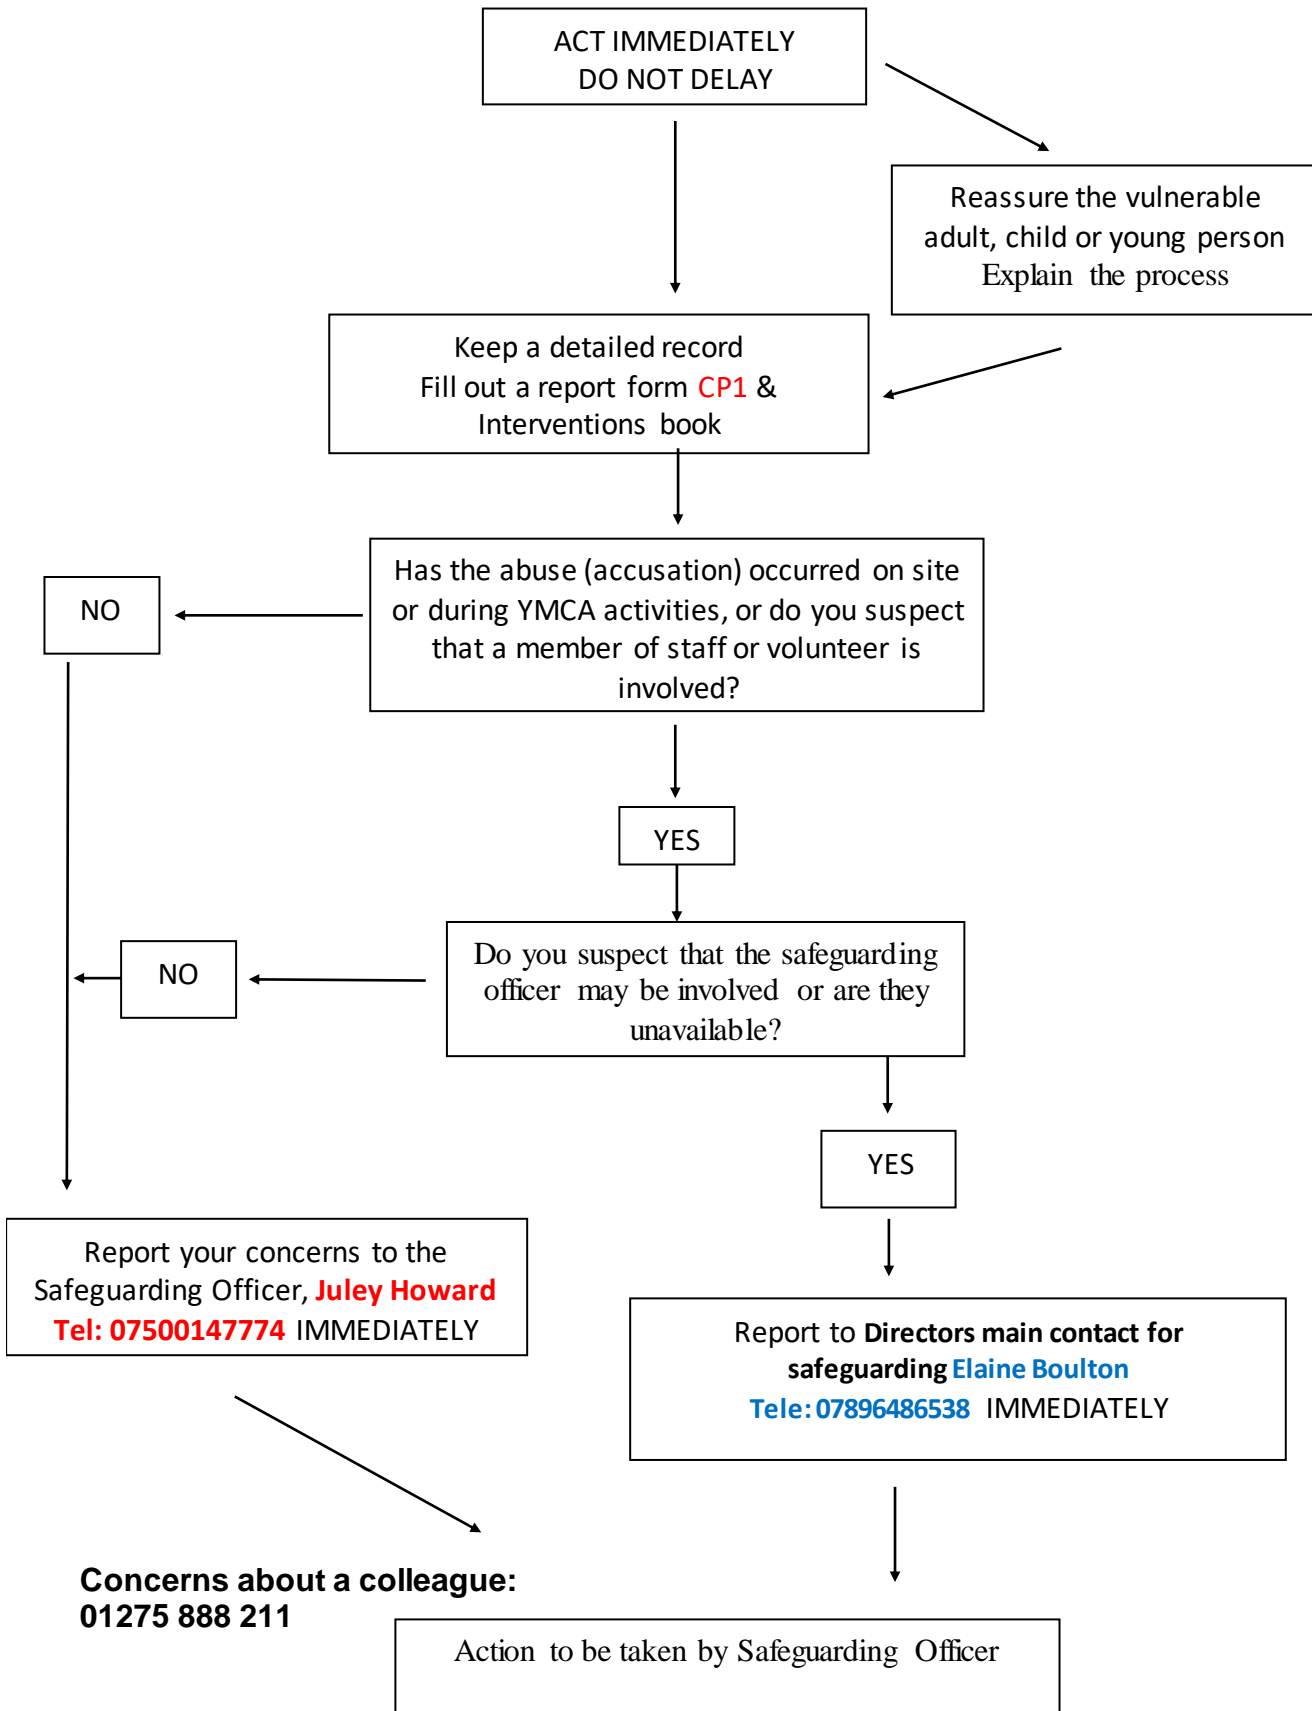 ACT IMMEDIATELY
DO NOT DELAY
Reassure the vulnerable
adult, child or young person
Explain the process
Keep a detailed record
Fill out a report form CP1 &
Interventions book
Has the abuse (accusation) occurred on site
or during YMCA activities, or do you suspect
that a member of staff or volunteer is
involved?
NO
YES
Do you suspect that the safeguarding
officer may be involved or are they
unavailable?
NO
YES
Report your concerns to the
Safeguarding Officer, Juley Howard
Tel: 07500147774 IMMEDIATELY
Report to Directors main contact for
safeguarding Elaine Boulton
Tele: 07896486538 IMMEDIATELY
Concerns about a colleague:
01275 888 211
Action to be taken by Safeguarding Officer